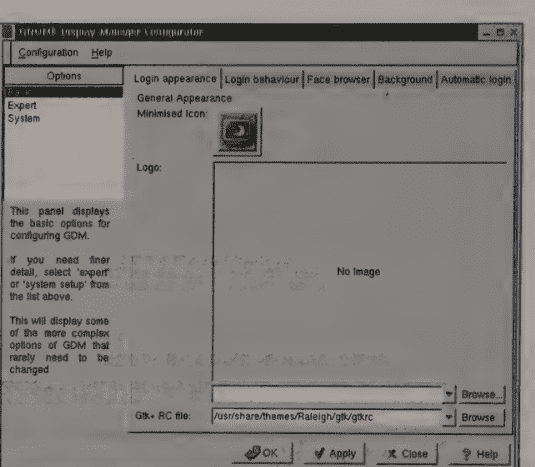 Display Manager Configurator
Configuration Help
Options
Login appearance Login behaviour Face browser Background Automatic login
Expert
System
General Appearance
Minimised Icon:
Logo:
This panel displays
the basic options for
configuring GDM.
If you need finer
detail, select 'expert'
or 'system setup' from
the list above.
This will display some
of the more complex
options of GDM that
rarely need to be
changed
No Image
Browse...
Gtk+ RC file: /usr/share/themes/Raleigh/gtk/gtkrc Browse
OK Apply Close Help